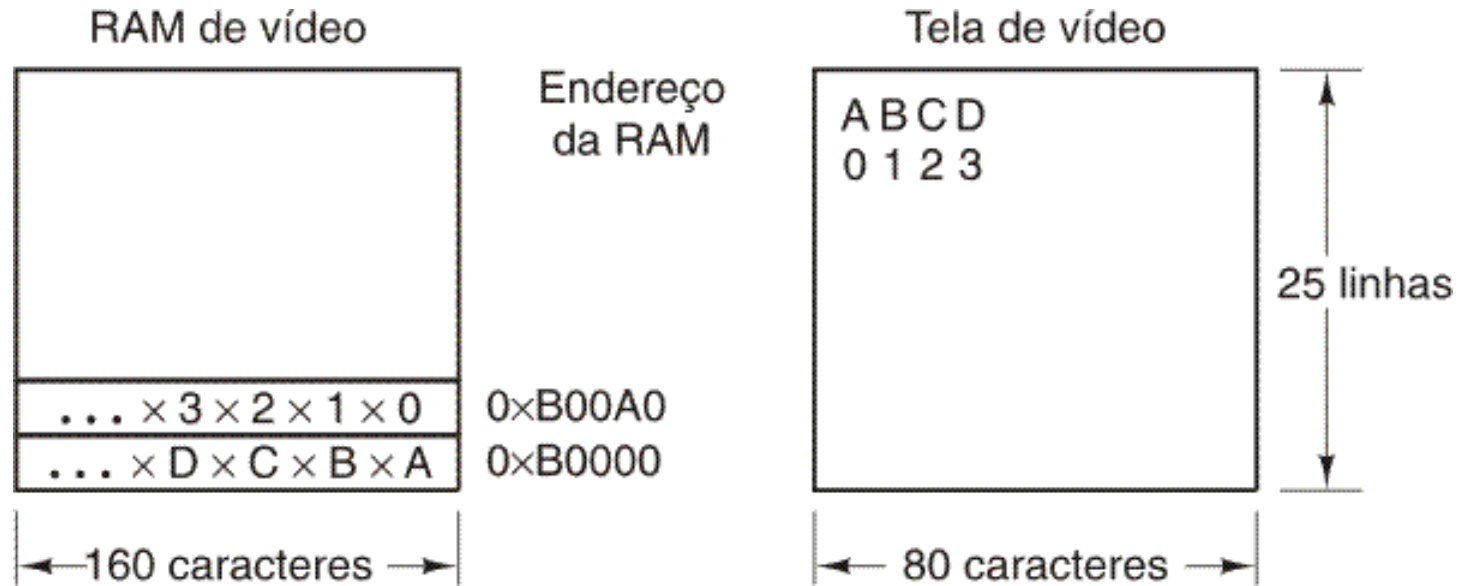 RAM de vídeo
Endereço
da RAM
Tela de vídeo
A B C D
0 1 2 3
25 linhas
... × 3 × 2 × 1 × 0
0×B00A0
... × D × C × B × A
0×B0000
160 caracteres
80 caracteres